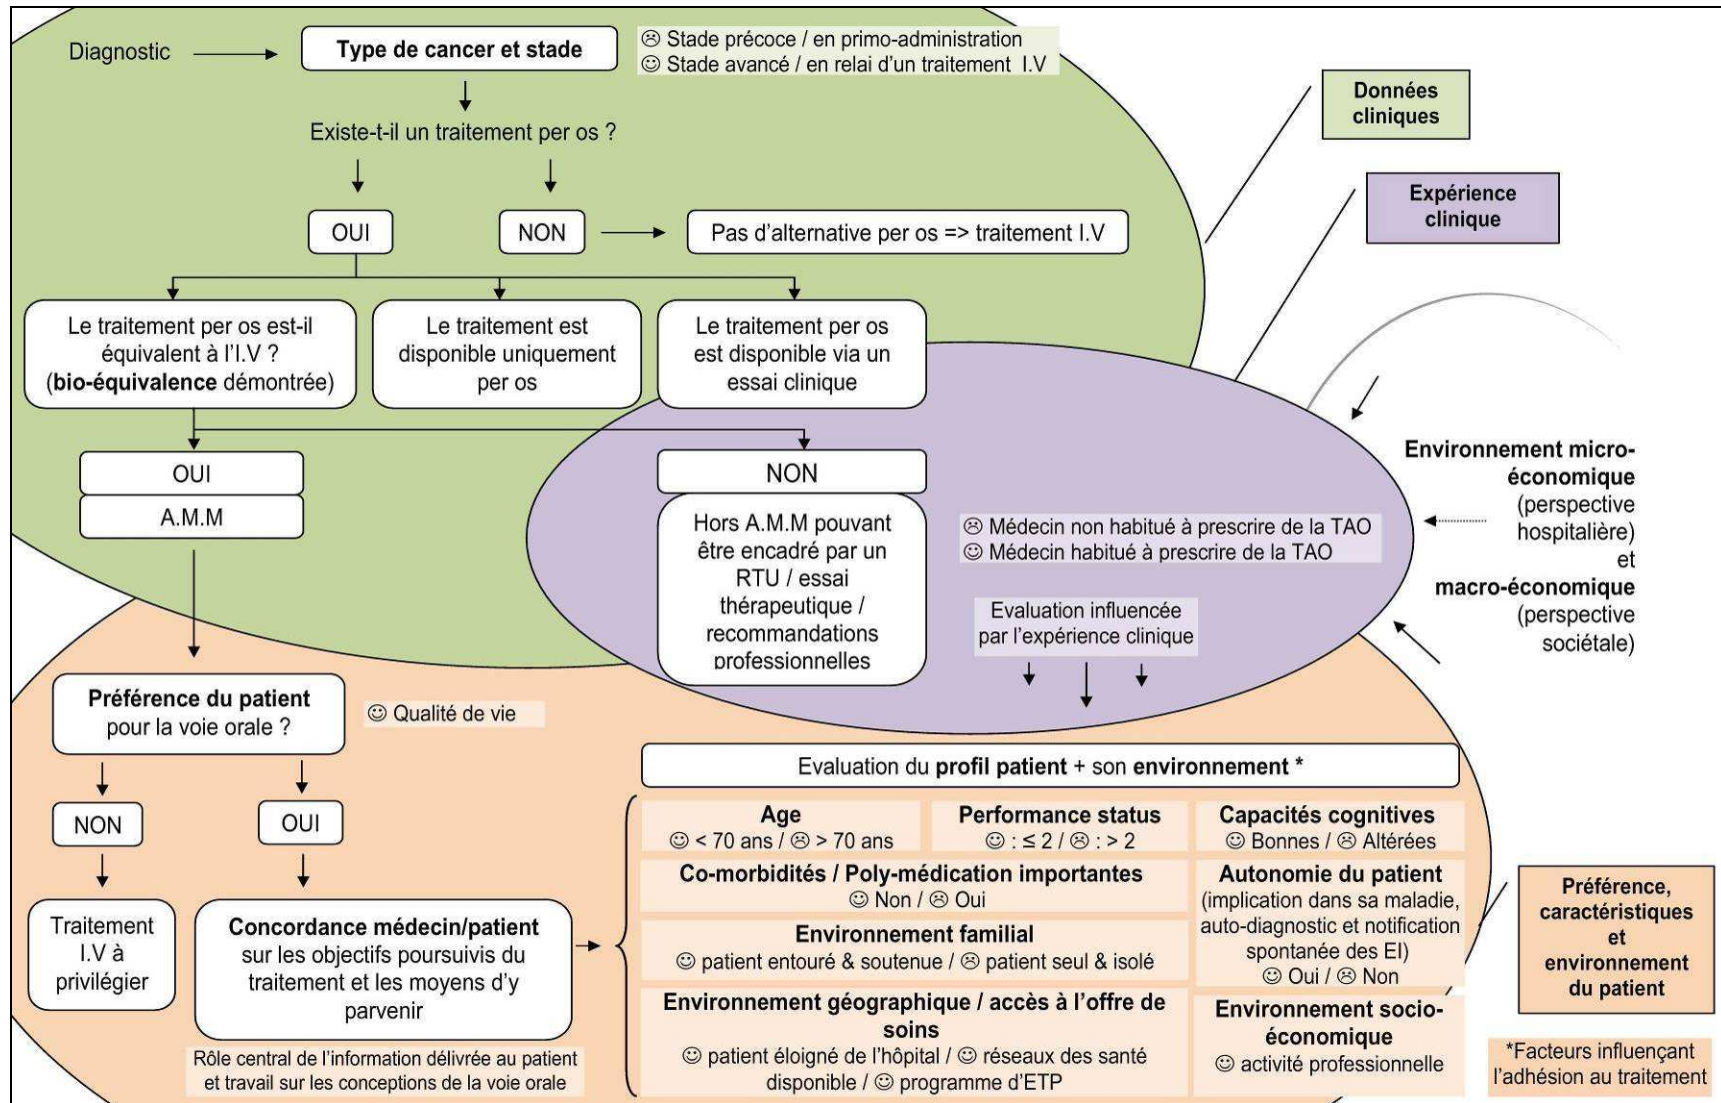 Diagnostic
Type de cancer et stade
☹ Stade précoce / en primo-administration
☺ Stade avancé / en relai d'un traitement I.V
Existe-t-il un traitement per os ?
OUI
NON
Pas d'alternative per os => traitement I.V
Données
cliniques
Expérience
clinique
Le traitement per os est-il
équivalent à l'I.V ?
(bio-équivalence démontrée)
Le traitement est
disponible uniquement
per os
Le traitement per os
est disponible via un
essai clinique
OUI
A.M.M
NON
Hors A.M.M pouvant
être encadré par un
RTU / essai
thérapeutique /
recommandations
professionnelles
☹ Médecin non habitué à prescrire de la TAO
☺ Médecin habitué à prescrire de la TAO
Evaluation influencée
par l'expérience clinique
Environnement micro-
économique
(perspective
hospitalière)
et
macro-économique
(perspective
sociétale)
Préférence du patient
pour la voie orale ?
☺ Qualité de vie
NON
OUI
Traitement
I.V à
privilégier
Concordance médecin/patient
sur les objectifs poursuivis du
traitement et les moyens d'y
parvenir
Rôle central de l'information délivrée au patient
et travail sur les conceptions de la voie orale
Evaluation du profil patient + son environnement *
Age
☺ < 70 ans / ☹ > 70 ans
Performance status
☺ : ≤ 2 / ☹ : > 2
Capacités cognitives
☺ Bonnes / ☹ Altérées
Co-morbidités / Poly-médication importantes
☺ Non / ☹ Oui
Autonomie du patient
(implication dans sa maladie,
auto-diagnostic et notification
spontanée des EI)
☺ Oui / ☹ Non
Environnement familial
☺ patient entouré & soutenue / ☹ patient seul & isolé
Environnement géographique / accès à l'offre de
soins
☺ patient éloigné de l'hôpital / ☺ réseaux des santé
disponible / ☺ programme d'ETP
Environnement socio-
économique
☺ activité professionnelle
Préférence,
caractéristiques
et
environnement
du patient
*Facteurs influençant
l'adhésion au traitement